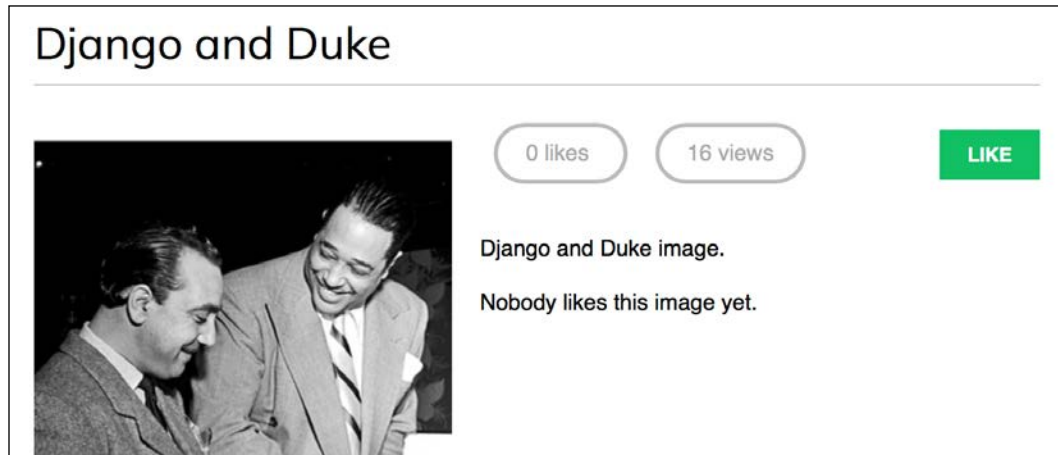 Django and Duke
0 likes
16 views
LIKE
Django and Duke image.
Nobody likes this image yet.